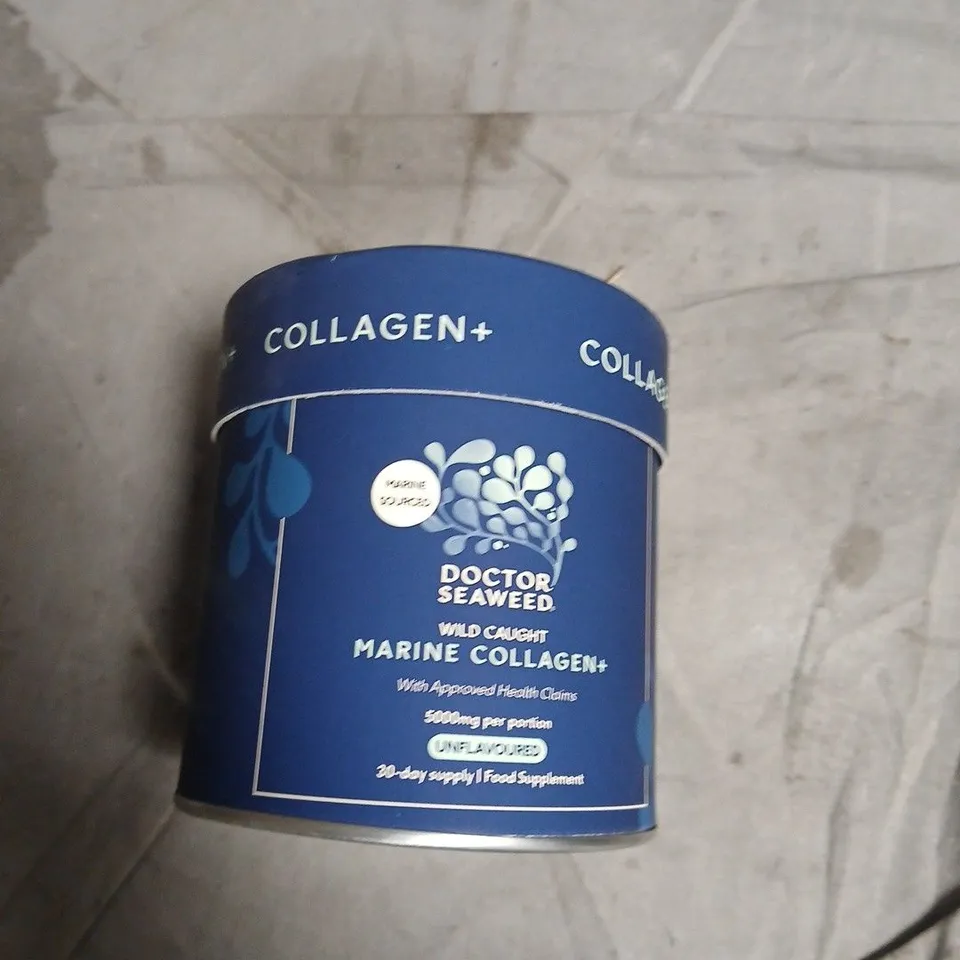 COLLAGEN+
COLLAGE
MARINE
SOURCED
DOCTOR
SEAWEED
WILD CAUGHT
MARINE COLLAGEN+
With Approved Health Claims
5000mg per portion
UNFLAVOURED
30-day supply | Food Supplement